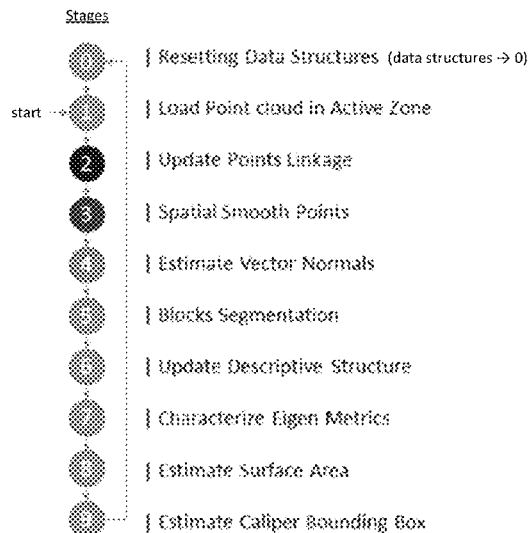 Stages
| Resetting Data Structures (data structures → 0)
start
| Load Point cloud in Active Zone
2 | Update Points Linkage
3 | Spatial Smooth Points
4 | Estimate Vector Normals
| Blocks Segmentation
| Update Descriptive Structure
| Characterize Eigen Metrics
| Estimate Surface Area
| Estimate Caliper Bounding Box